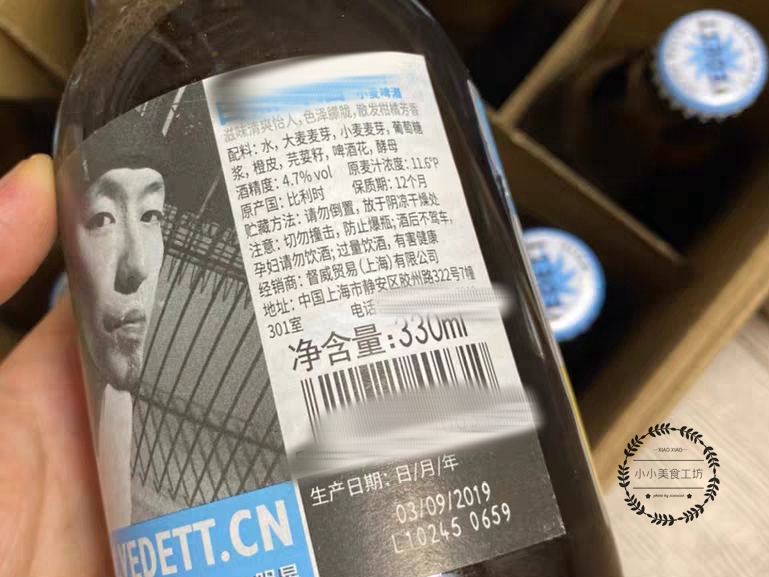 小麦啤酒
滋味清爽怡人,色泽朦胧,散发柑橘芳香
配料:水,大麦麦芽,小麦麦芽,葡萄糖
浆,橙皮,芫荽籽,啤酒花,酵母
酒精度:4.7% vol 原麦汁浓度:11.6°P
原产国:比利时 保质期:12个月
贮藏方法:请勿倒置,放于阴凉干燥处
注意:切勿撞击,防止爆瓶;酒后不驾车,
孕妇请勿饮酒;过量饮酒,有害健康
经销商:督威贸易(上海)有限公司
地址:中国上海市静安区胶州路322号7幢
301室 电话
净含量:330ml
生产日期:日/月/年
03/09/2019
L10245 0659
VEDETT.CN
XIAO XIAO
小小美食工坊